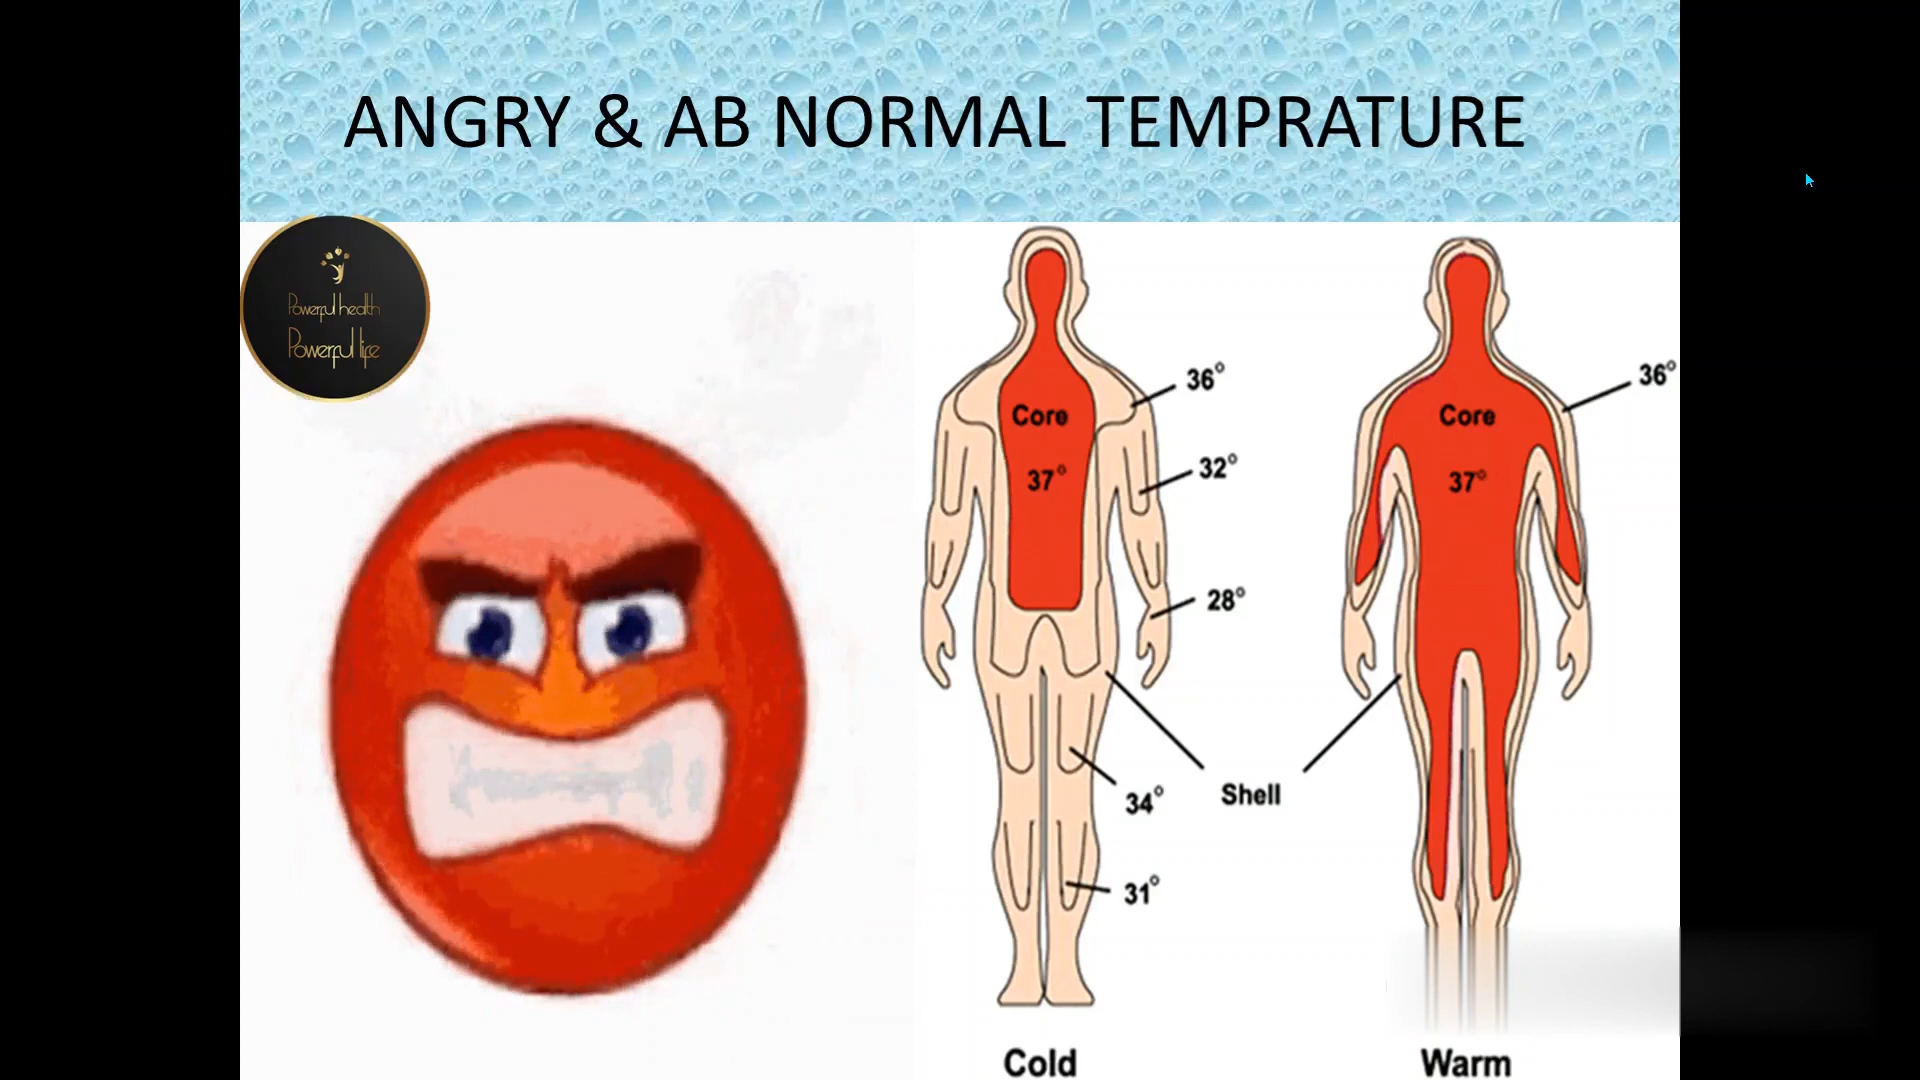 ANGRY & AB NORMAL TEMPRATURE
Powerful health
Powerful life
Core
37°
36°
32°
28°
34°
31°
Shell
Cold
Core
37°
36°
Warm